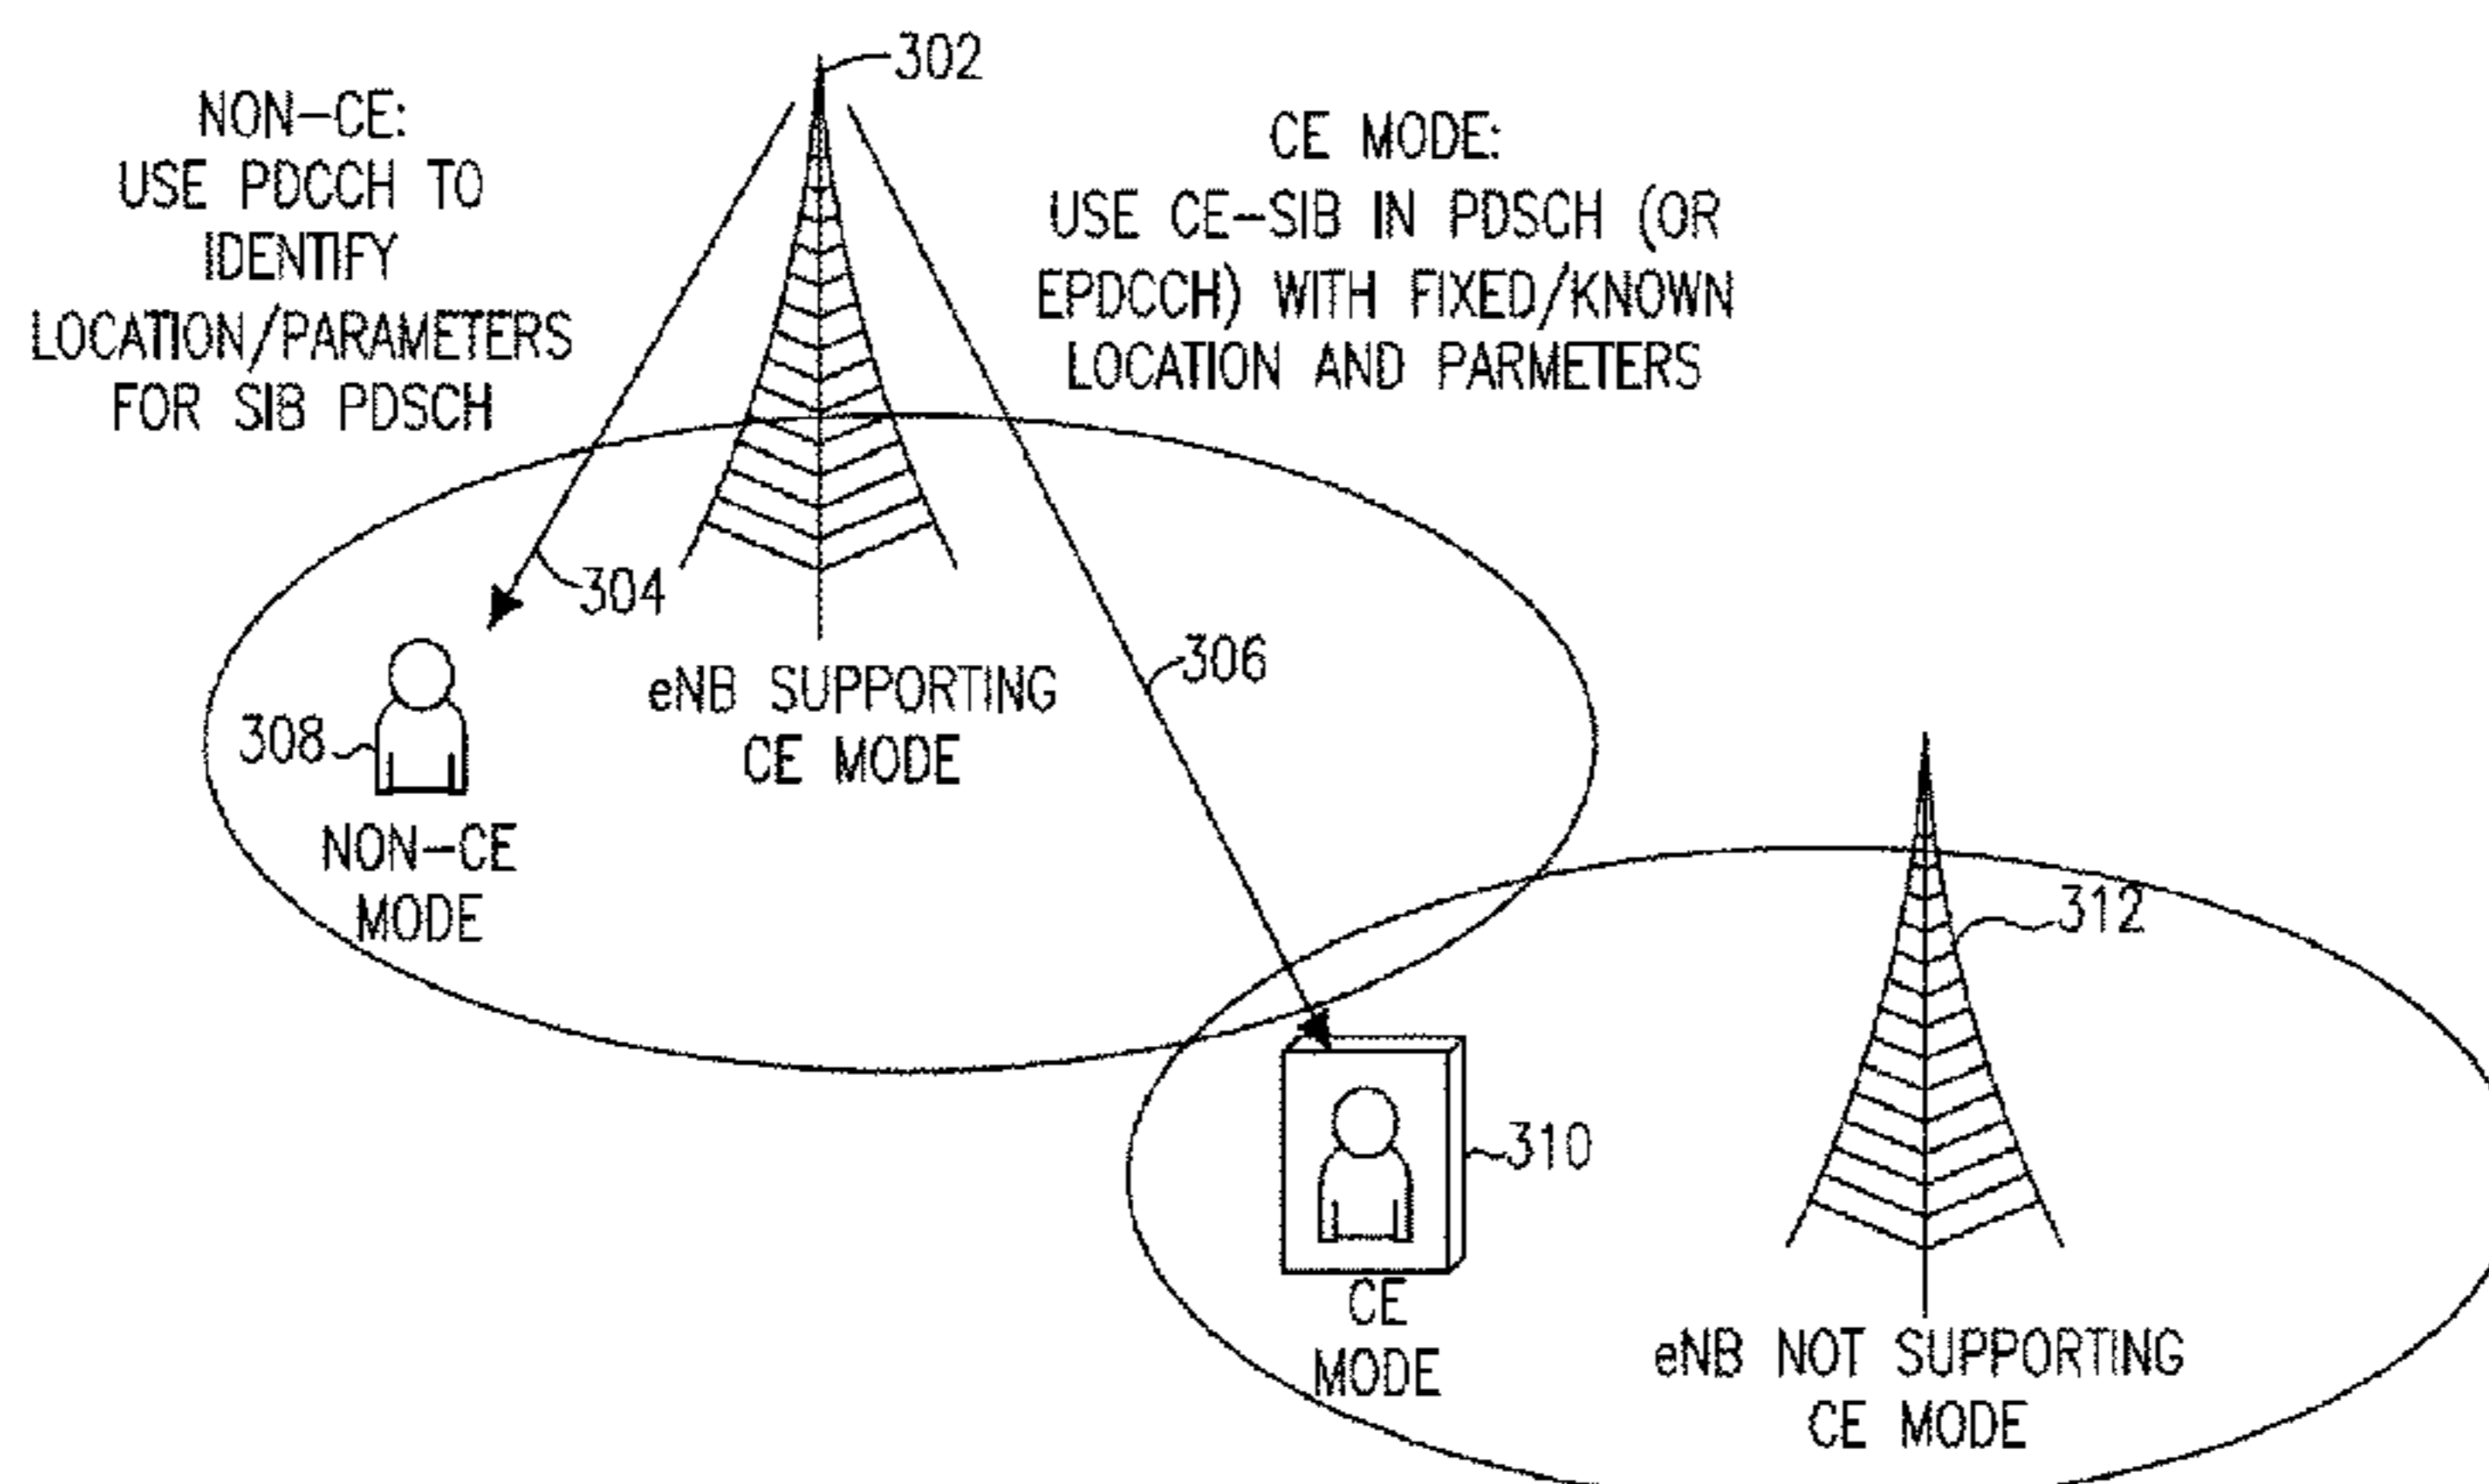 302
NON-CE:
USE PDCCH TO
IDENTIFY
LOCATION/PARAMETERS
FOR SIB PDSCH
CE MODE:
USE CE-SIB IN PDSCH (OR
EPDCCH) WITH FIXED/KNOWN
LOCATION AND PARMETERS
304
306
308
eNB SUPPORTING
CE MODE
NON-CE
MODE
312
310
CE
MODE
eNB NOT SUPPORTING
CE MODE